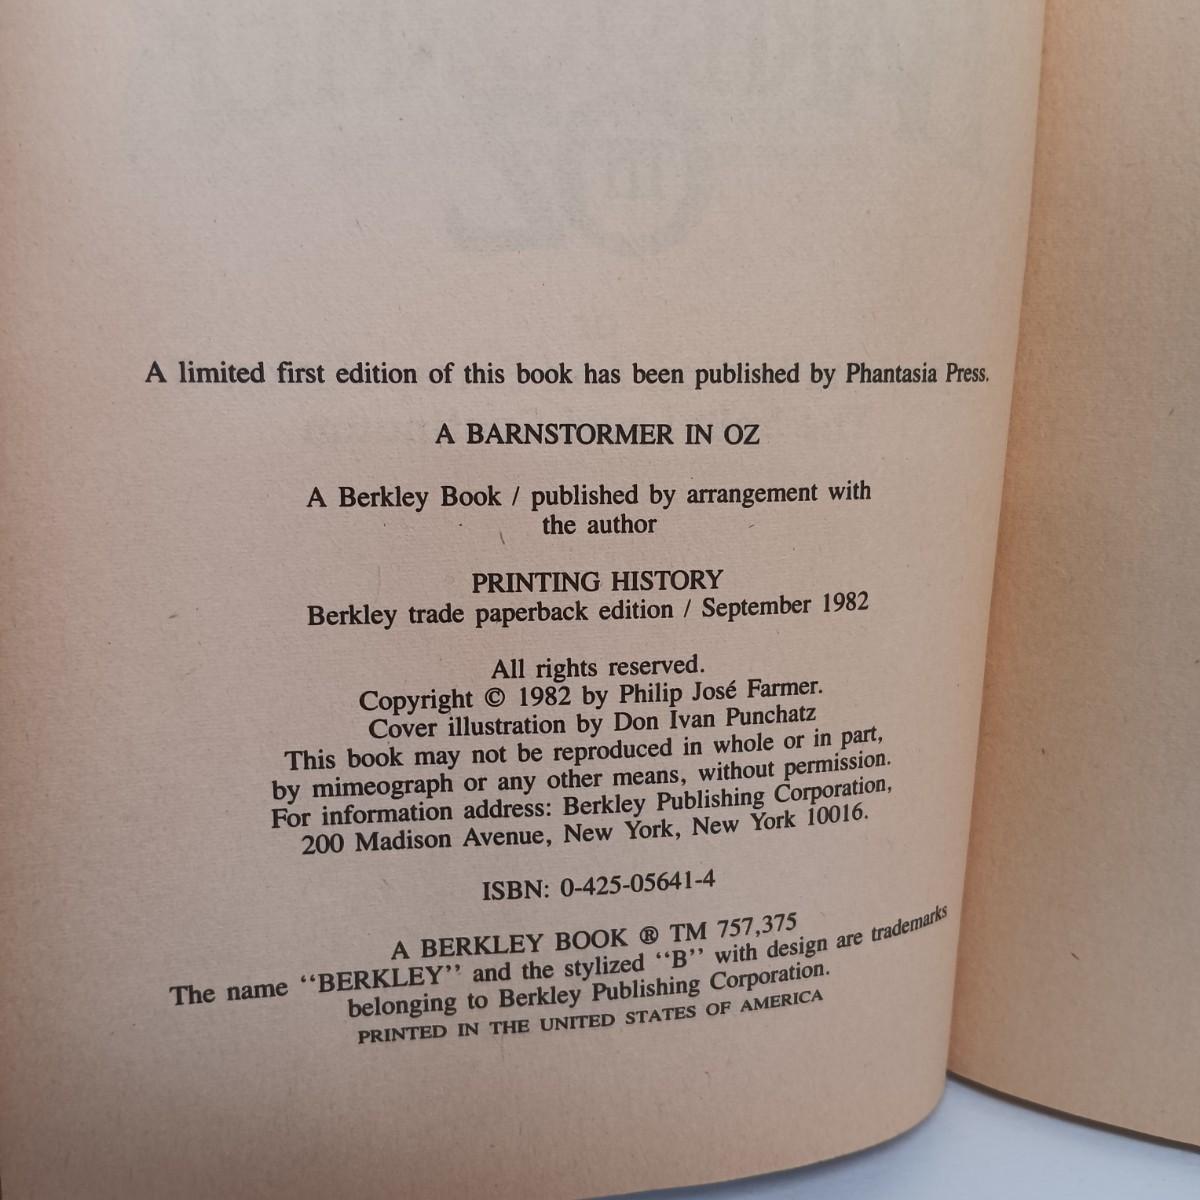 A limited first edition of this book has been published by Phantasia Press.
A BARNSTORMER IN OZ
A Berkley Book / published by arrangement with
the author
PRINTING HISTORY
Berkley trade paperback edition / September 1982
All rights reserved.
Copyright © 1982 by Philip José Farmer.
Cover illustration by Don Ivan Punchatz
This book may not be reproduced in whole or in part,
by mimeograph or any other means, without permission.
For information address: Berkley Publishing Corporation,
200 Madison Avenue, New York, New York 10016.
ISBN: 0-425-05641-4
A BERKLEY BOOK ® TM 757,375
The name "BERKLEY" and the stylized "B" with design are trademarks
belonging to Berkley Publishing Corporation.
PRINTED IN THE UNITED STATES OF AMERICA